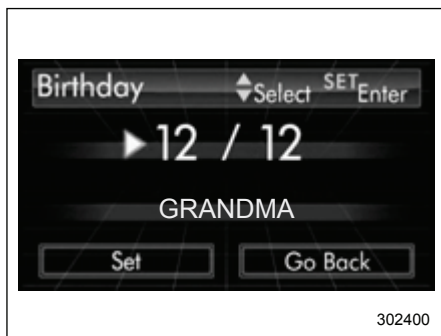 Birthday Select SET Enter
12 / 12
GRANDMA
Set Go Back
302400